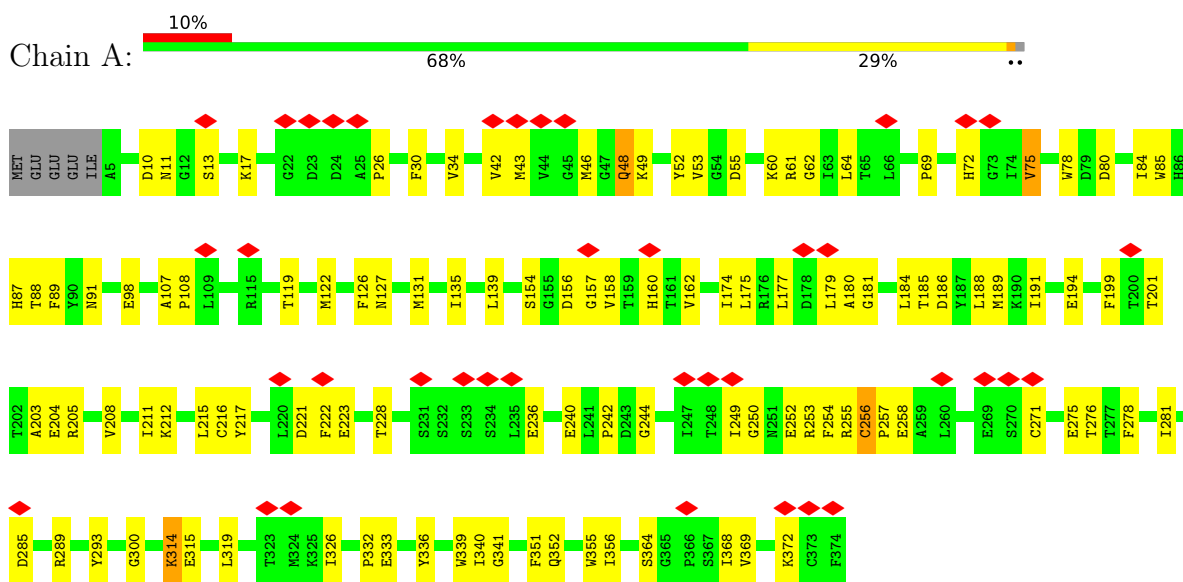 10%
Chain A:
68% 29% ••
MET GLU GLU GLU ILE A5 D10 N11 G12 S13 K17 G22 D23 D24 A25 P26 F30 V34 V42 M43 V44 G45 M46 G47 Q48 K49 Y52 V53 G54 D55 K60 R61 G62 I63 L64 T65 L66 P69 H72 G73 I74 V75 W78 D79 D80 I84 W85 H86
H87 T88 F89 Y90 N91 E98 A107 P108 L109 R115 T119 M122 F126 N127 M131 I135 L139 S154 G155 D156 G157 V158 T159 H160 T161 V162 I174 L175 R176 L177 D178 L179 A180 G181 L184 T185 D186 Y187 L188 M189 K190 I191 E194 F199 T200 T201
T202 A203 E204 R205 V208 I211 K212 L215 C216 Y217 L220 D221 F222 E223 T228 S231 S232 S233 S234 L235 E236 E240 L241 P242 D243 G244 I247 T248 I249 G250 N251 E252 R253 F254 R255 C256 P257 E258 A259 L260 E269 S270 C271 E275 T276 T277 F278 I281
D285 R289 Y293 G300 K314 E315 L319 T323 M324 K325 I326 P332 E333 Y336 W339 I340 G341 F351 Q352 W355 I356 S364 G365 P366 S367 I368 V369 K372 C373 F374